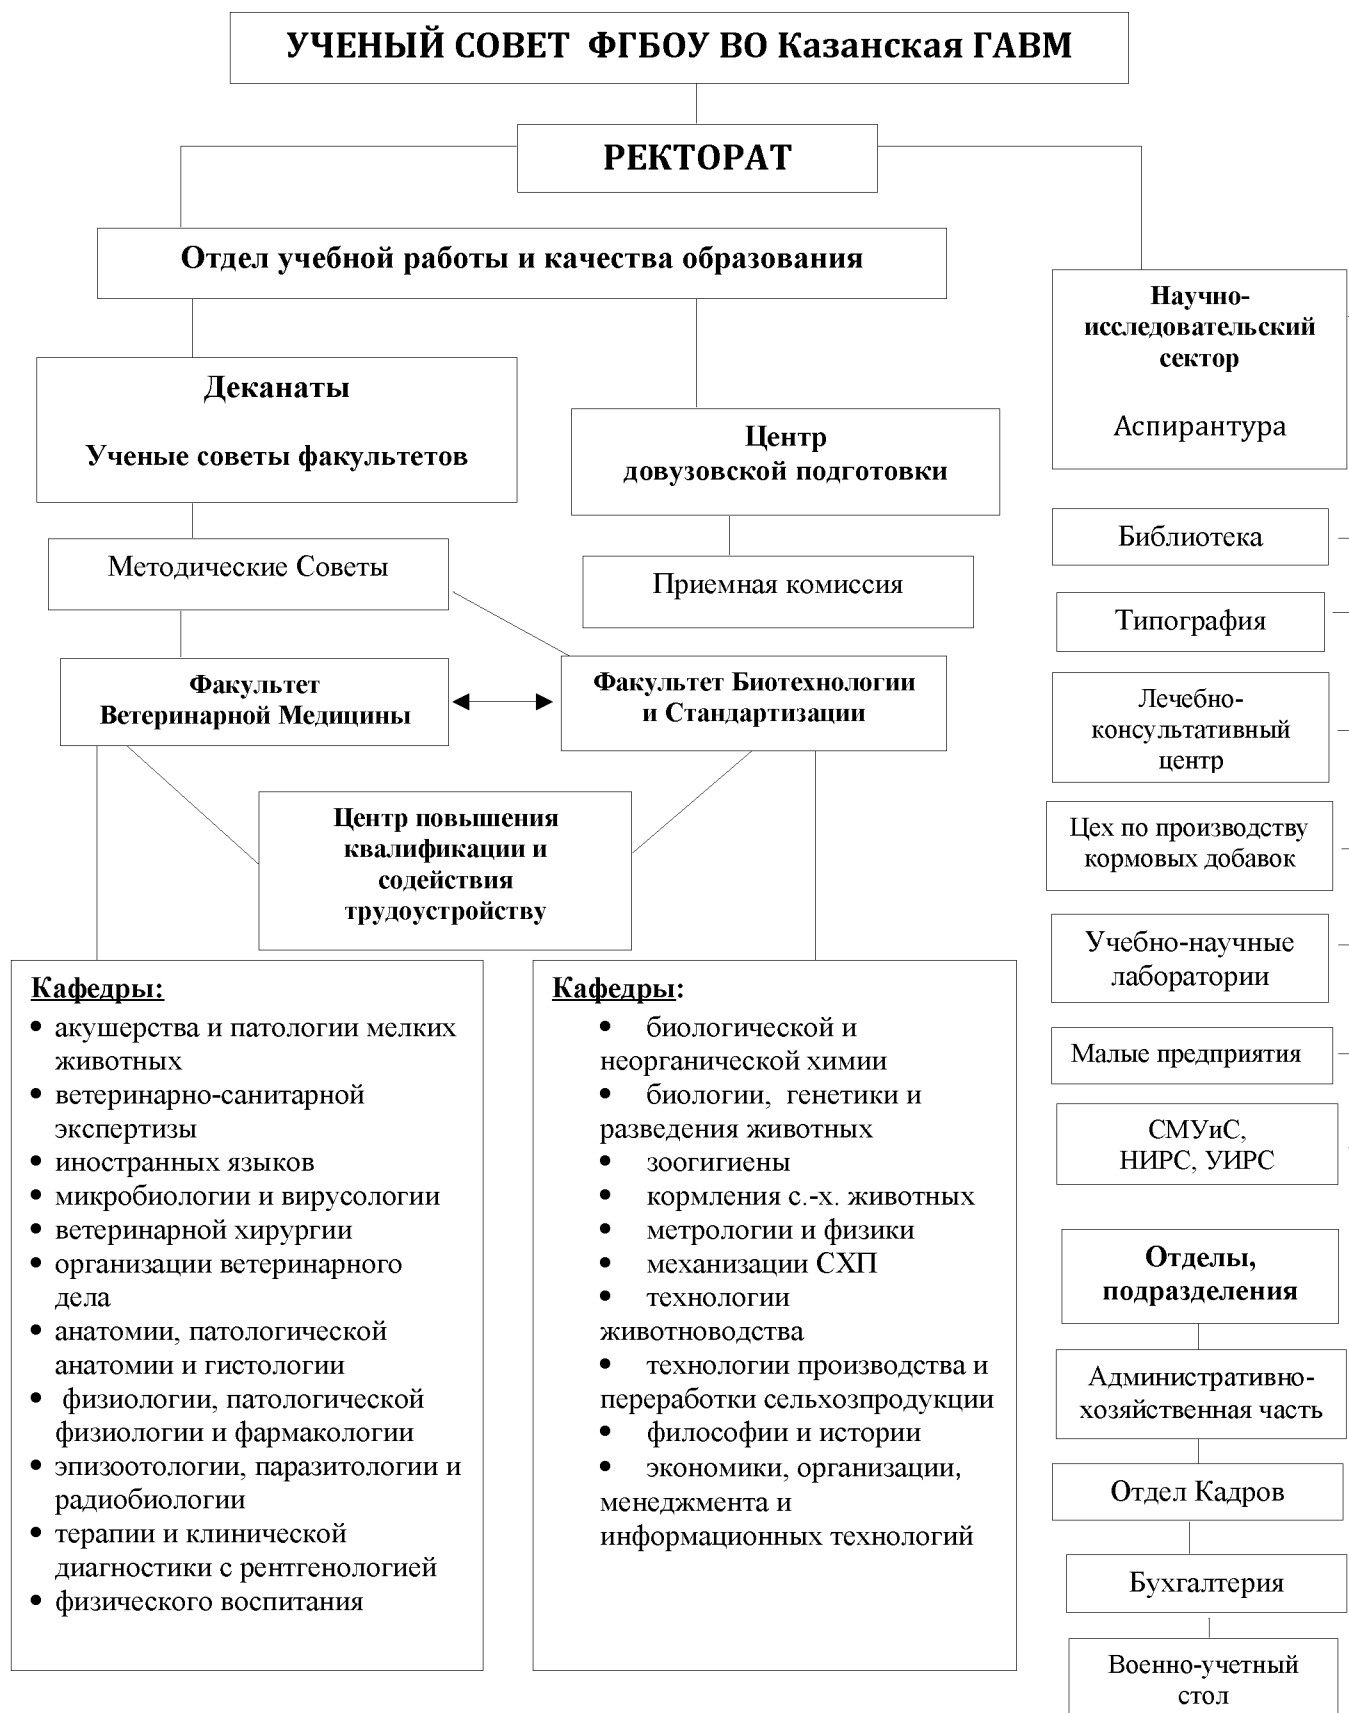 УЧЕНЫЙ СОВЕТ ФГБОУ ВО Казанская ГАВМ
РЕКТОРАТ
Отдел учебной работы и качества образования
Деканаты
Ученые советы факультетов
Центр
довузовской подготовки
Методические Советы
Приемная комиссия
Факультет
Ветеринарной Медицины
Факультет Биотехнологии
и Стандартизации
Центр повышения
квалификации и
содействия
трудоустройству
Кафедры:
• акушерства и патологии мелких
животных
• ветеринарно-санитарной
экспертизы
• иностранных языков
• микробиологии и вирусологии
• ветеринарной хирургии
• организации ветеринарного
дела
• анатомии, патологической
анатомии и гистологии
• физиологии, патологической
физиологии и фармакологии
• эпизоотологии, паразитологии и
радиобиологии
• терапии и клинической
диагностики с рентгенологией
• физического воспитания
Кафедры:
• биологической и
неорганической химии
• биологии, генетики и
разведения животных
• зоогигиены
• кормления с.-х. животных
• метрологии и физики
• механизации СХП
• технологии
животноводства
• технологии производства и
переработки сельхозпродукции
• философии и истории
• экономики, организации,
менеджмента и
информационных технологий
Научно-
исследовательский
сектор
Аспирантура
Библиотека
Типография
Лечебно-
консультативный
центр
Цех по производству
кормовых добавок
Учебно-научные
лаборатории
Малые предприятия
СМУиС,
НИРС, УИРС
Отделы,
подразделения
Административно-
хозяйственная часть
Отдел Кадров
Бухгалтерия
Военно-учетный
стол